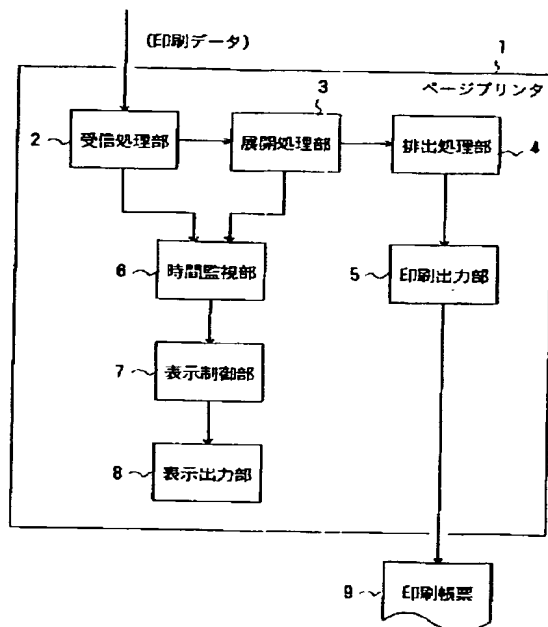 (印刷データ)
1
ページプリンタ
3
2 受信処理部
展開処理部
排出処理部 4
6 時間監視部
5 印刷出力部
7 表示制御部
8 表示出力部
9 印刷帳票